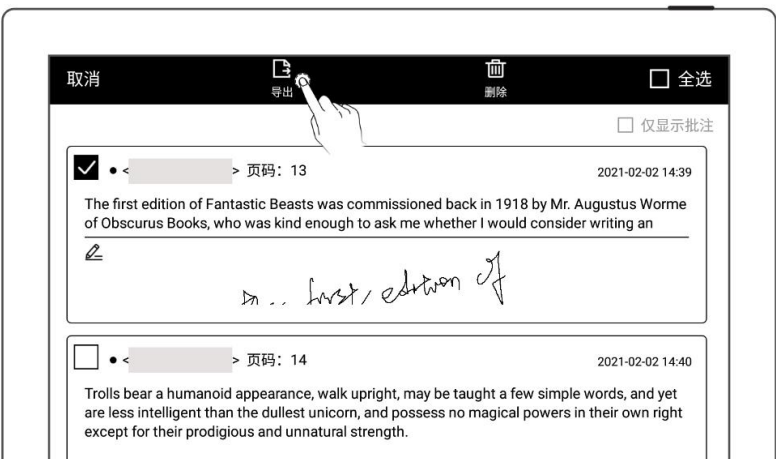 取消
导出
删除
全选
仅显示批注
● < > 页码：13
2021-02-02 14:39
The first edition of Fantastic Beasts was commissioned back in 1918 by Mr. Augustus Worme
of Obscurus Books, who was kind enough to ask me whether I would consider writing an
first, edition of
● < > 页码：14
2021-02-02 14:40
Trolls bear a humanoid appearance, walk upright, may be taught a few simple words, and yet
are less intelligent than the dullest unicorn, and possess no magical powers in their own right
except for their prodigious and unnatural strength.